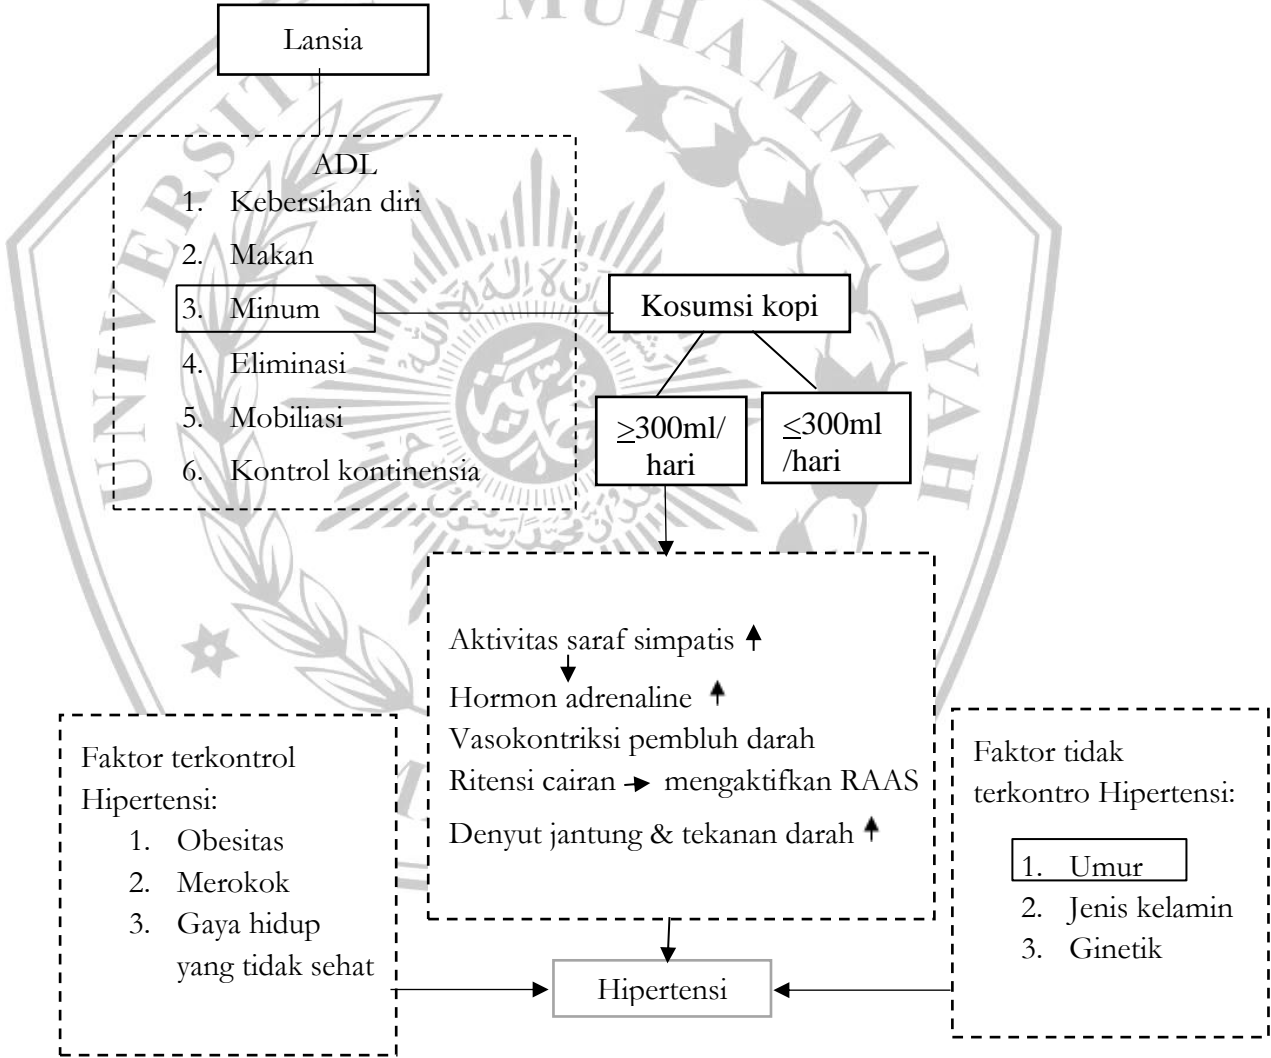 UNIVERSITA
MUHAMMADIYAH
Lansia
ADL
1. Kebersihan diri
2. Makan
3. Minum
4. Eliminasi
5. Mobiliasi
6. Kontrol kontinensia
Kosumsi kopi
≥300ml/
hari
≤300ml
/hari
Aktivitas saraf simpatis
Hormon adrenaline
Vasokontriksi pembluh darah
Ritensi cairan → mengaktifkan RAAS
Denyut jantung & tekanan darah
Faktor terkontrol
Hipertensi:
1. Obesitas
2. Merokok
3. Gaya hidup
yang tidak sehat
Faktor tidak
terkontro Hipertensi:
1. Umur
2. Jenis kelamin
3. Ginetik
Hipertensi